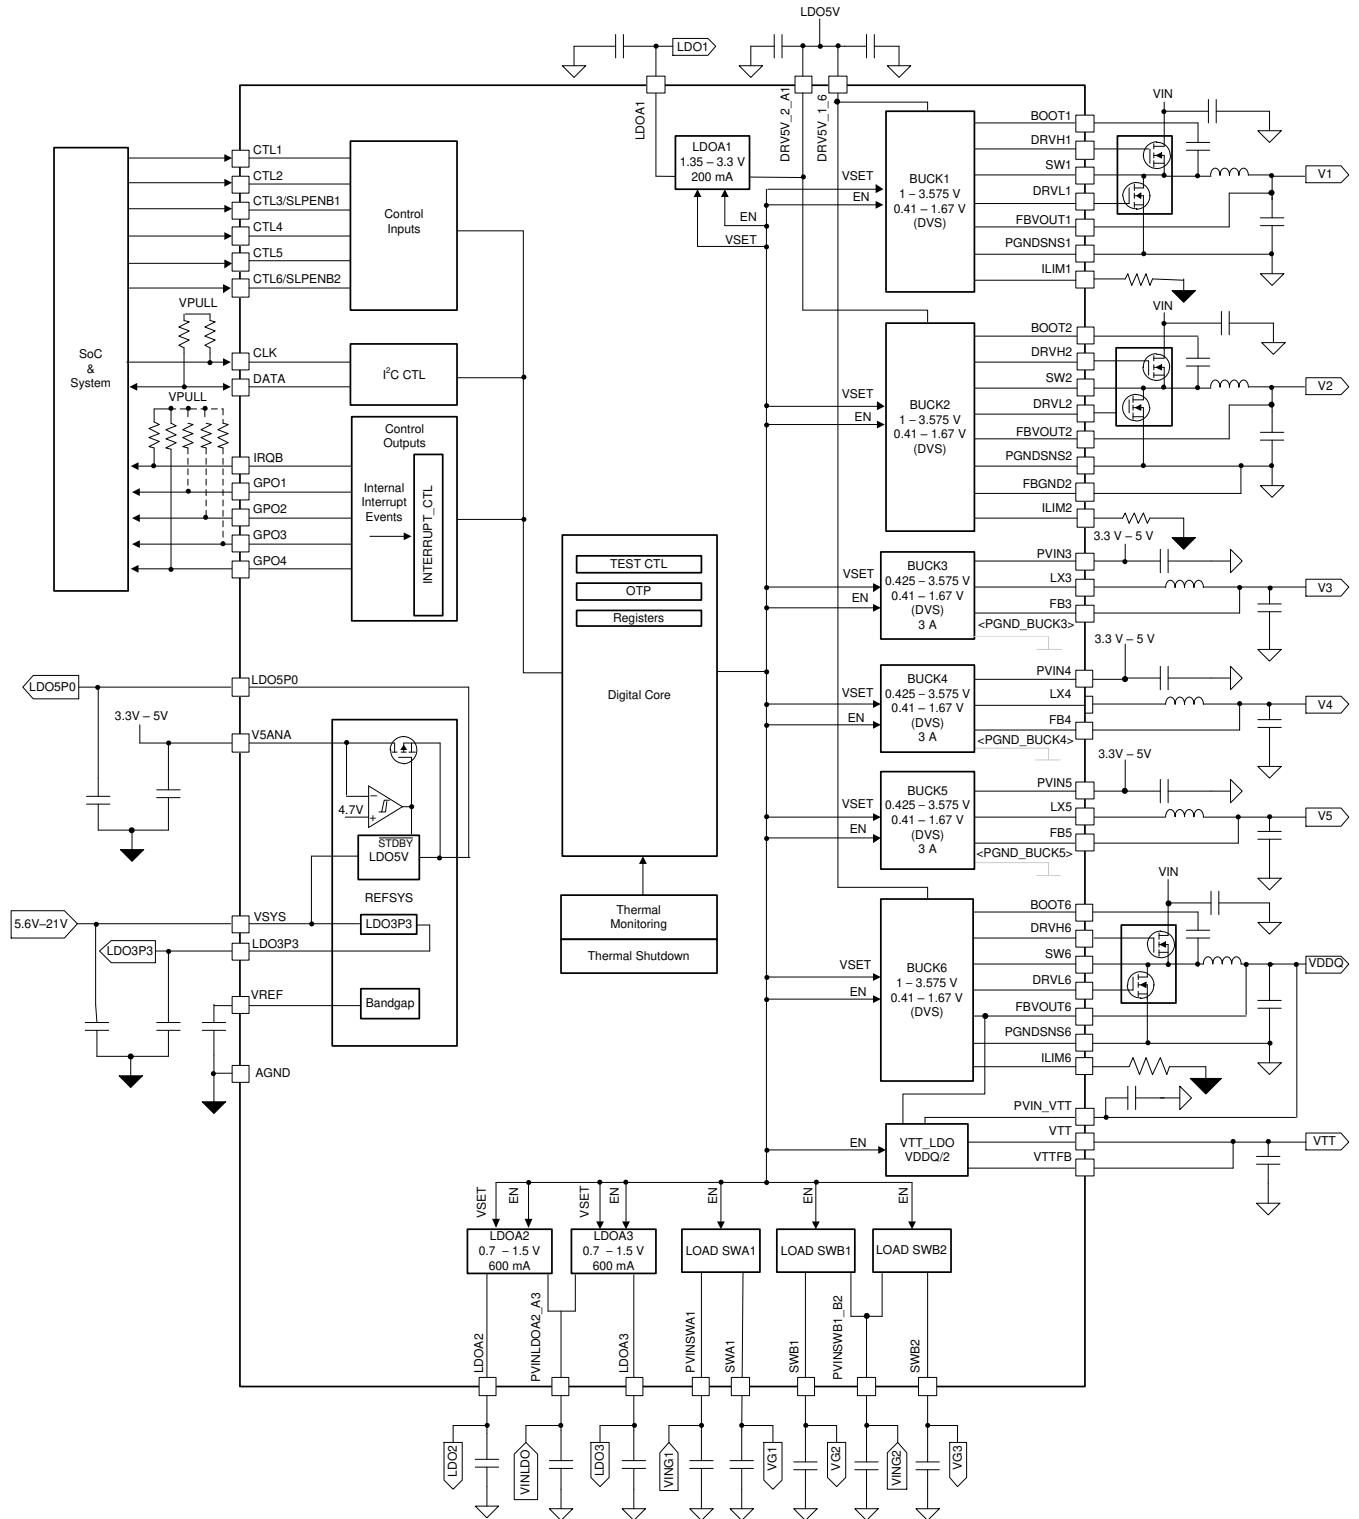 LDO5V
LDO1
LDOA1
DRV5V_2_A1
DRV5V_1_6
SoC
&
System
CTL1
CTL2
CTL3/SLPENB1
CTL4
CTL5
CTL6/SLPENB2
Control
Inputs
VPULL
CLK
DATA
I²C CTL
VPULL
IRQB
GPO1
GPO2
GPO3
GPO4
Control
Outputs
Internal
Interrupt
Events
INTERRUPT_CTL
LDOA1
1.35 – 3.3 V
200 mA
EN
VSET
VSET
EN
BUCK1
1 – 3.575 V
0.41 – 1.67 V
(DVS)
BOOT1
DRVH1
SW1
DRVL1
FBVOUT1
PGNDSNS1
ILIM1
VIN
V1
VSET
EN
BUCK2
1 – 3.575 V
0.41 – 1.67 V
(DVS)
BOOT2
DRVH2
SW2
DRVL2
FBVOUT2
PGNDSNS2
FBGND2
ILIM2
VIN
V2
TEST CTL
OTP
Registers
Digital Core
Thermal
Monitoring
Thermal Shutdown
VSET
EN
BUCK3
0.425 – 3.575 V
0.41 – 1.67 V
(DVS)
3 A
PVIN3
LX3
FB3
<PGND_BUCK3>
3.3 V – 5 V
V3
VSET
EN
BUCK4
0.425 – 3.575 V
0.41 – 1.67 V
(DVS)
3 A
PVIN4
LX4
FB4
<PGND_BUCK4>
3.3 V – 5 V
V4
VSET
EN
BUCK5
0.425 – 3.575 V
0.41 – 1.67 V
(DVS)
3 A
PVIN5
LX5
FB5
<PGND_BUCK5>
3.3V – 5V
V5
VSET
EN
BUCK6
1 – 3.575 V
0.41 – 1.67 V
(DVS)
BOOT6
DRVH6
SW6
DRVL6
FBVOUT6
PGNDSNS6
ILIM6
VIN
VDDQ
EN
VTT_LDO
VDDQ/2
PVIN_VTT
VTT
VTTFB
VTT
LDO5P0
LDO5P0
3.3V – 5V
V5ANA
4.7V
−
+
STDBY
LDO5V
REFSYS
5.6V–21V
VSYS
LDO3P3
LDO3P3
LDO3P3
VREF
Bandgap
AGND
VSET
EN
VSET
EN
EN
EN
EN
LDOA2
0.7 – 1.5 V
600 mA
LDOA3
0.7 – 1.5 V
600 mA
LOAD SWA1
LOAD SWB1
LOAD SWB2
LDOA2
PVINLDOA2_A3
LDOA3
PVINSWA1
SWA1
SWB1
PVINSWB1_B2
SWB2
LDO2
VINLDO
LDO3
VING1
VG1
VG2
VING2
VG3